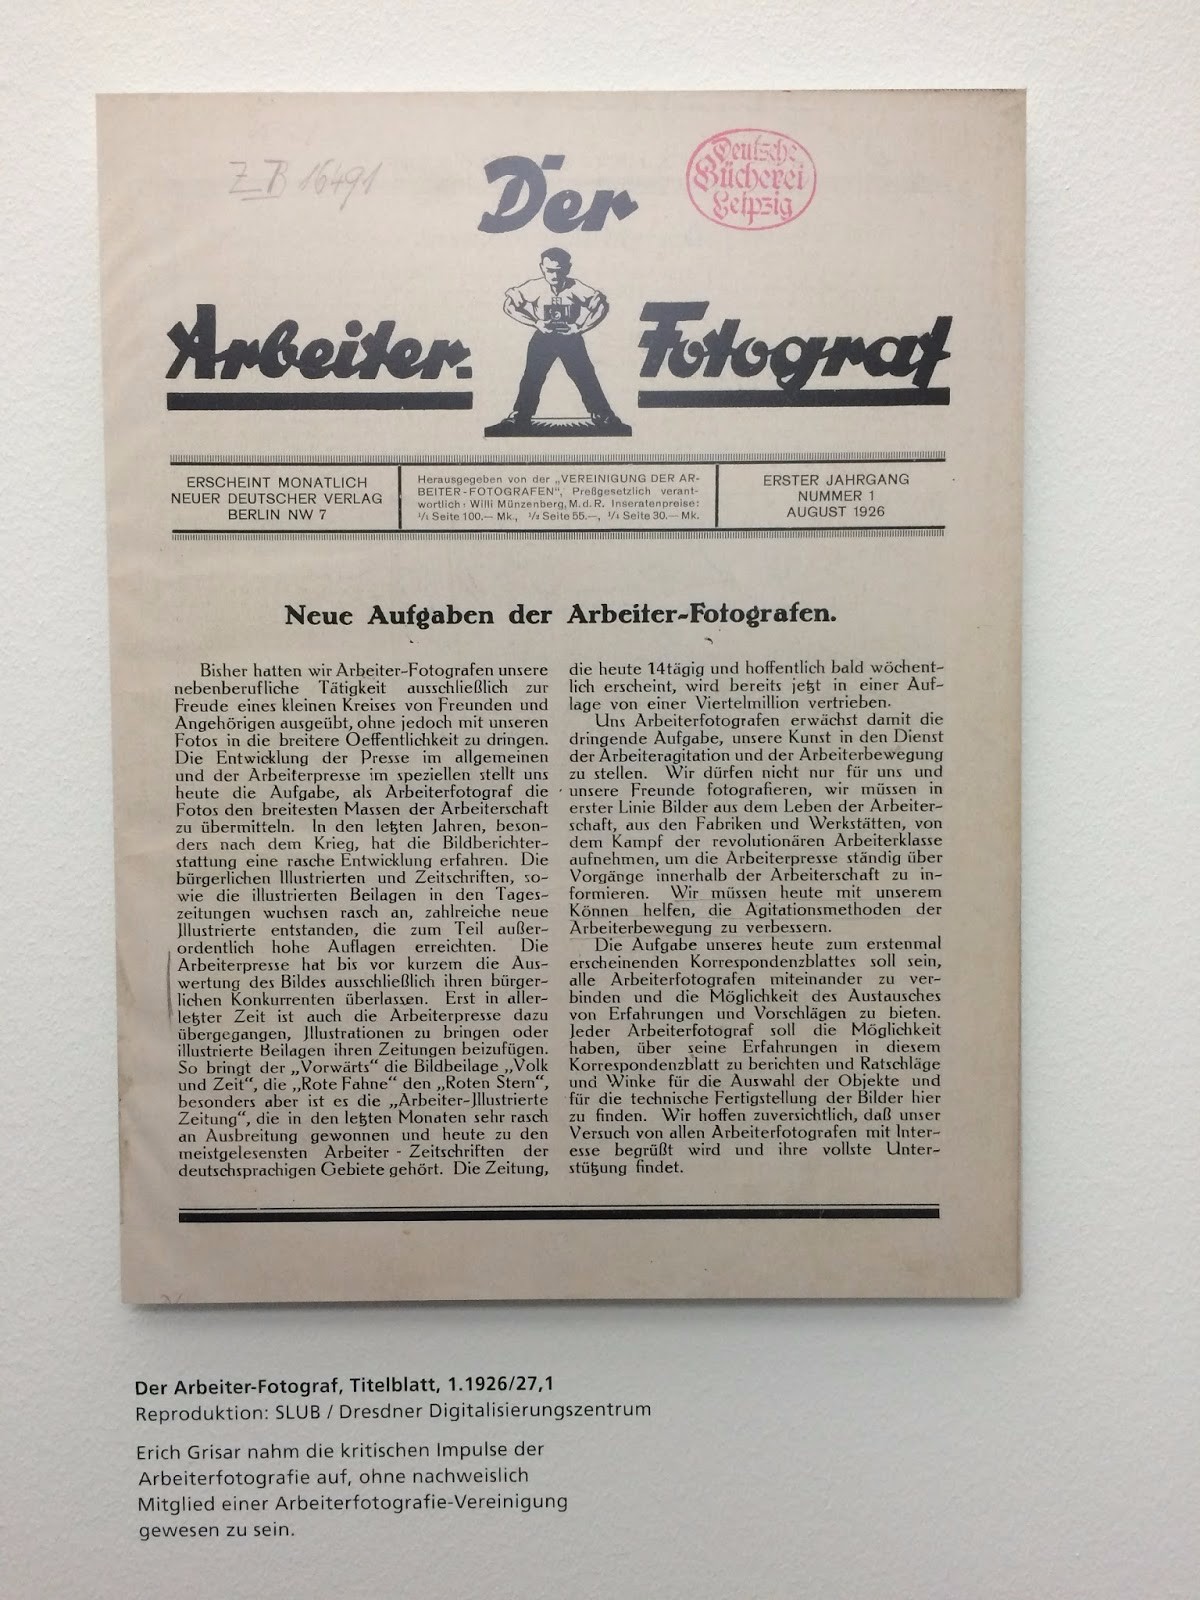 Z B 16491
Der
Deutsche
Bücherei
Leipzig
Arbeiter-
Fotograf
ERSCHEINT MONATLICH
NEUER DEUTSCHER VERLAG
BERLIN NW 7
Herausgegeben von der „VEREINIGUNG DER AR-
BEITER-FOTOGRAFEN“, Preßgesetzlich verant-
wortlich: Willi Münzenberg, M. d. R. Inseratenpreise:
¹/₁ Seite 100.— Mk., ¹/₂ Seite 55.—, ¹/₄ Seite 30.— Mk.
ERSTER JAHRGANG
NUMMER 1
AUGUST 1926
Neue Aufgaben der Arbeiter-Fotografen.
Bisher hatten wir Arbeiter-Fotografen unsere
nebenberufliche Tätigkeit ausschließlich zur
Freude eines kleinen Kreises von Freunden und
Angehörigen ausgeübt, ohne jedoch mit unseren
Fotos in die breitere Oeffentlichkeit zu dringen.
Die Entwicklung der Presse im allgemeinen
und der Arbeiterpresse im speziellen stellt uns
heute die Aufgabe, als Arbeiterfotograf die
Fotos den breitesten Massen der Arbeiterschaft
zu übermitteln. In den letzten Jahren, beson-
ders nach dem Krieg, hat die Bildberichter-
stattung eine rasche Entwicklung erfahren. Die
bürgerlichen Illustrierten und Zeitschriften, so-
wie die illustrierten Beilagen in den Tages-
zeitungen wuchsen rasch an, zahlreiche neue
Jllustrierte entstanden, die zum Teil außer-
ordentlich hohe Auflagen erreichten. Die
Arbeiterpresse hat bis vor kurzem die Aus-
wertung des Bildes ausschließlich ihren bürger-
lichen Konkurrenten überlassen. Erst in aller-
letzter Zeit ist auch die Arbeiterpresse dazu
übergegangen, Jllustrationen zu bringen oder
illustrierte Beilagen ihren Zeitungen beizufügen.
So bringt der „Vorwärts“ die Bildbeilage „Volk
und Zeit“, die „Rote Fahne“ den „Roten Stern“,
besonders aber ist es die „Arbeiter-Jllustrierte
Zeitung“, die in den letzten Monaten sehr rasch
an Ausbreitung gewonnen und heute zu den
meistgelesensten Arbeiter - Zeitschriften der
deutschsprachigen Gebiete gehört. Die Zeitung,
die heute 14tägig und hoffentlich bald wöchent-
lich erscheint, wird bereits jetzt in einer Auf-
lage von einer Viertelmillion vertrieben.
Uns Arbeiterfotografen erwächst damit die
dringende Aufgabe, unsere Kunst in den Dienst
der Arbeiteragitation und der Arbeiterbewegung
zu stellen. Wir dürfen nicht nur für uns und
unsere Freunde fotografieren, wir müssen in
erster Linie Bilder aus dem Leben der Arbeiter-
schaft, aus den Fabriken und Werkstätten, von
dem Kampf der revolutionären Arbeiterklasse
aufnehmen, um die Arbeiterpresse ständig über
Vorgänge innerhalb der Arbeiterschaft zu in-
formieren. Wir müssen heute mit unserem
Können helfen, die Agitationsmethoden der
Arbeiterbewegung zu verbessern.
Die Aufgabe unseres heute zum erstenmal
erscheinenden Korrespondenzblattes soll sein,
alle Arbeiterfotografen miteinander zu ver-
binden und die Möglichkeit des Austausches
von Erfahrungen und Vorschlägen zu bieten.
Jeder Arbeiterfotograf soll die Möglichkeit
haben, über seine Erfahrungen in diesem
Korrespondenzblatt zu berichten und Ratschläge
und Winke für die Auswahl der Objekte und
für die technische Fertigstellung der Bilder hier
zu finden. Wir hoffen zuversichtlich, daß unser
Versuch von allen Arbeiterfotografen mit Inter-
esse begrüßt wird und ihre vollste Unter-
stützung findet.
Der Arbeiter-Fotograf, Titelblatt, 1.1926/27,1
Reproduktion: SLUB / Dresdner Digitalisierungszentrum
Erich Grisar nahm die kritischen Impulse der
Arbeiterfotografie auf, ohne nachweislich
Mitglied einer Arbeiterfotografie-Vereinigung
gewesen zu sein.